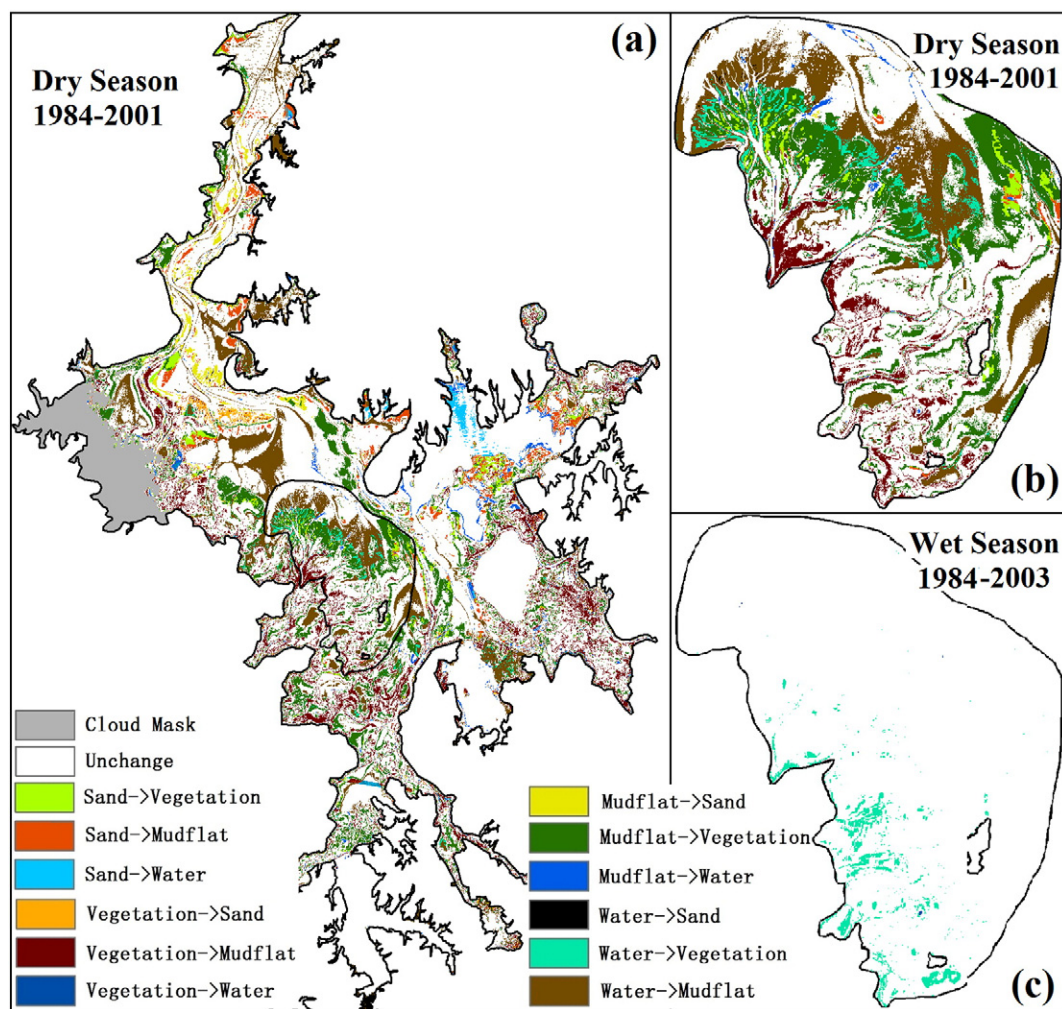 Dry Season
1984-2001
(a)
Dry Season
1984-2001
(b)
Wet Season
1984-2003
(c)
Cloud Mask
Unchange
Sand->Vegetation
Sand->Mudflat
Sand->Water
Vegetation->Sand
Vegetation->Mudflat
Vegetation->Water
Mudflat->Sand
Mudflat->Vegetation
Mudflat->Water
Water->Sand
Water->Vegetation
Water->Mudflat